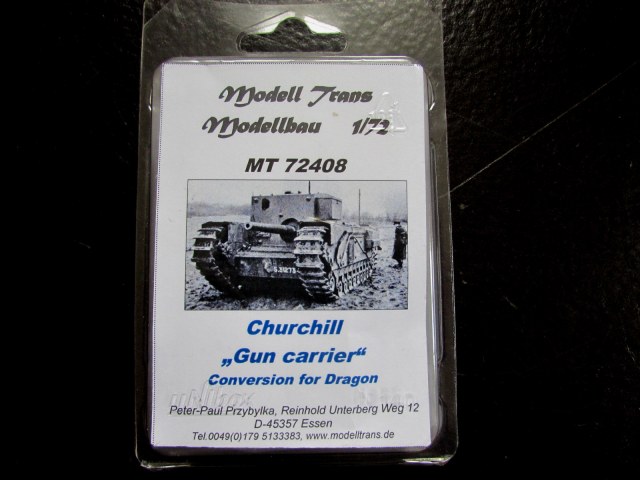 Modell Trans
Modellbau 1/72
MT 72408
Churchill
„Gun carrier“
Conversion for Dragon
Peter-Paul Przybylka, Reinhold Unterberg Weg 12
D-45357 Essen
Tel.0049(0)179 5133383, www.modelltrans.de